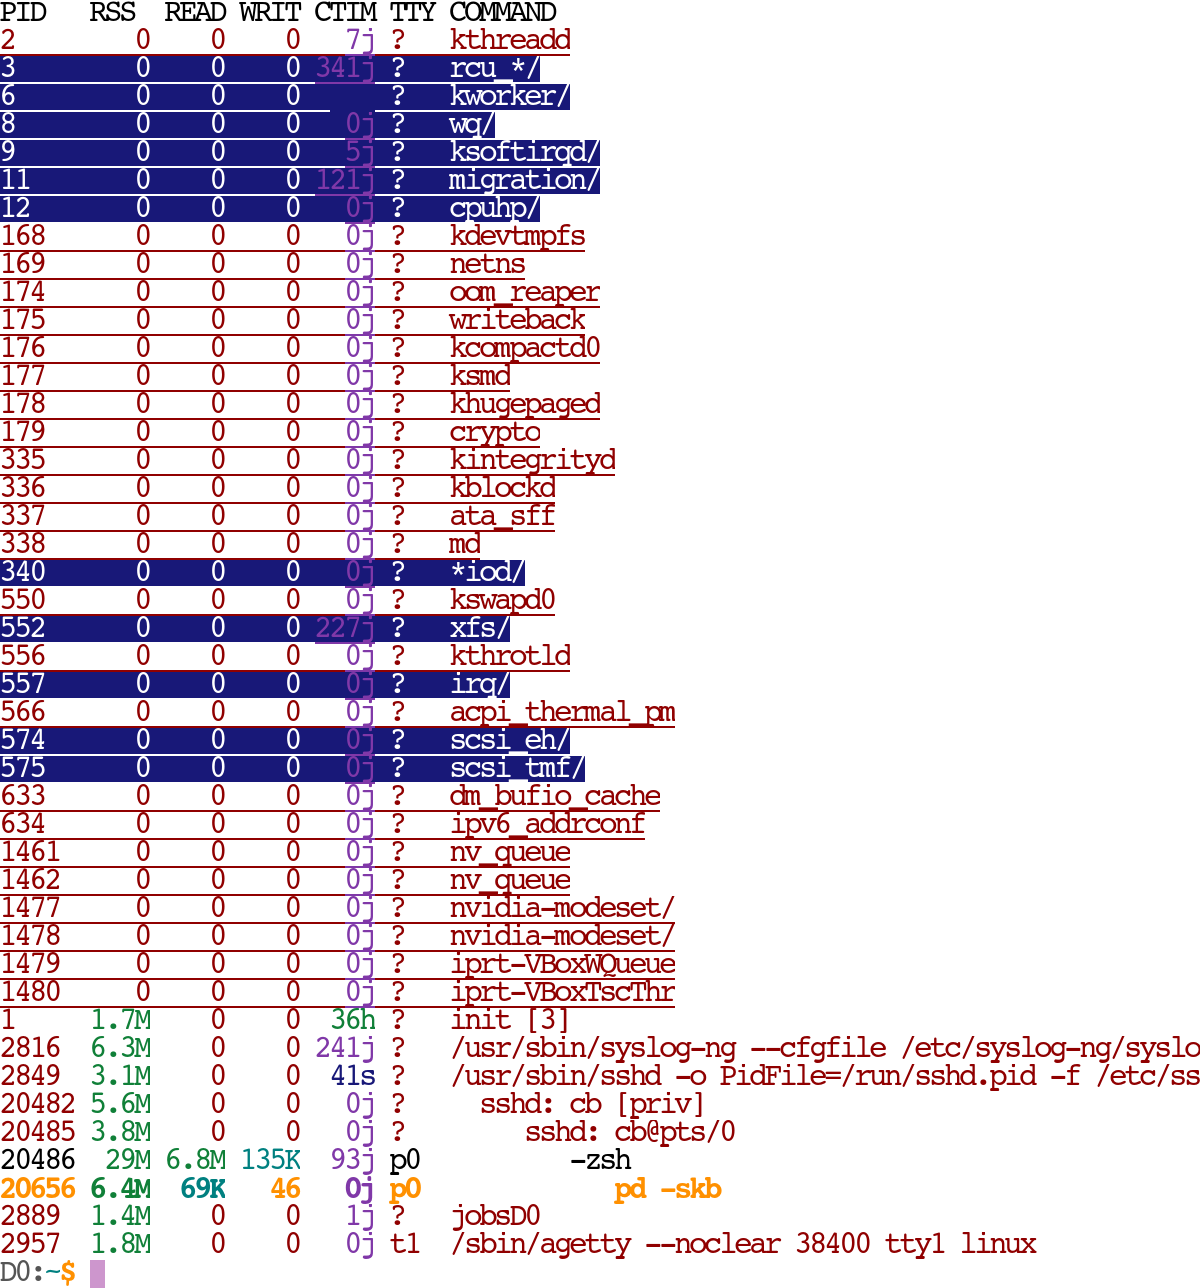 PID   RSS  READ WRIT CTIM TTY COMMAND
2        0    0    0   7j ?   kthreadd
3        0    0    0 341j ?   rcu_*/
6        0    0    0      ?   kworker/
8        0    0    0   0j ?   wq/
9        0    0    0   5j ?   ksoftirqd/
11       0    0    0 121j ?   migration/
12       0    0    0   0j ?   cpuhp/
168      0    0    0   0j ?   kdevtmpfs
169      0    0    0   0j ?   netns
174      0    0    0   0j ?   oom_reaper
175      0    0    0   0j ?   writeback
176      0    0    0   0j ?   kcompactd0
177      0    0    0   0j ?   ksmd
178      0    0    0   0j ?   khugepaged
179      0    0    0   0j ?   crypto
335      0    0    0   0j ?   kintegrityd
336      0    0    0   0j ?   kblockd
337      0    0    0   0j ?   ata_sff
338      0    0    0   0j ?   md
340      0    0    0   0j ?   *iod/
550      0    0    0   0j ?   kswapd0
552      0    0    0 227j ?   xfs/
556      0    0    0   0j ?   kthrotld
557      0    0    0   0j ?   irq/
566      0    0    0   0j ?   acpi_thermal_pm
574      0    0    0   0j ?   scsi_eh/
575      0    0    0   0j ?   scsi_tmf/
633      0    0    0   0j ?   dm_bufio_cache
634      0    0    0   0j ?   ipv6_addrconf
1461     0    0    0   0j ?   nv_queue
1462     0    0    0   0j ?   nv_queue
1477     0    0    0   0j ?   nvidia-modeset/
1478     0    0    0   0j ?   nvidia-modeset/
1479     0    0    0   0j ?   iprt-VBoxWQueue
1480     0    0    0   0j ?   iprt-VBoxTscThr
1     1.7M    0    0  36h ?   init [3]
2816  6.3M    0    0 241j ?   /usr/sbin/syslog-ng --cfgfile /etc/syslog-ng/syslo
2849  3.1M    0    0  41s ?   /usr/sbin/sshd -o PidFile=/run/sshd.pid -f /etc/ss
20482 5.6M    0    0   0j ?     sshd: cb [priv]
20485 3.8M    0    0   0j ?        sshd: cb@pts/0
20486  29M 6.8M 135K  93j p0          -zsh
20656 6.4M  69K   46   0j p0             pd -skb
2889  1.4M    0    0   1j ?   jobsD0
2957  1.8M    0    0   0j t1  /sbin/agetty --noclear 38400 tty1 linux
D0:~$